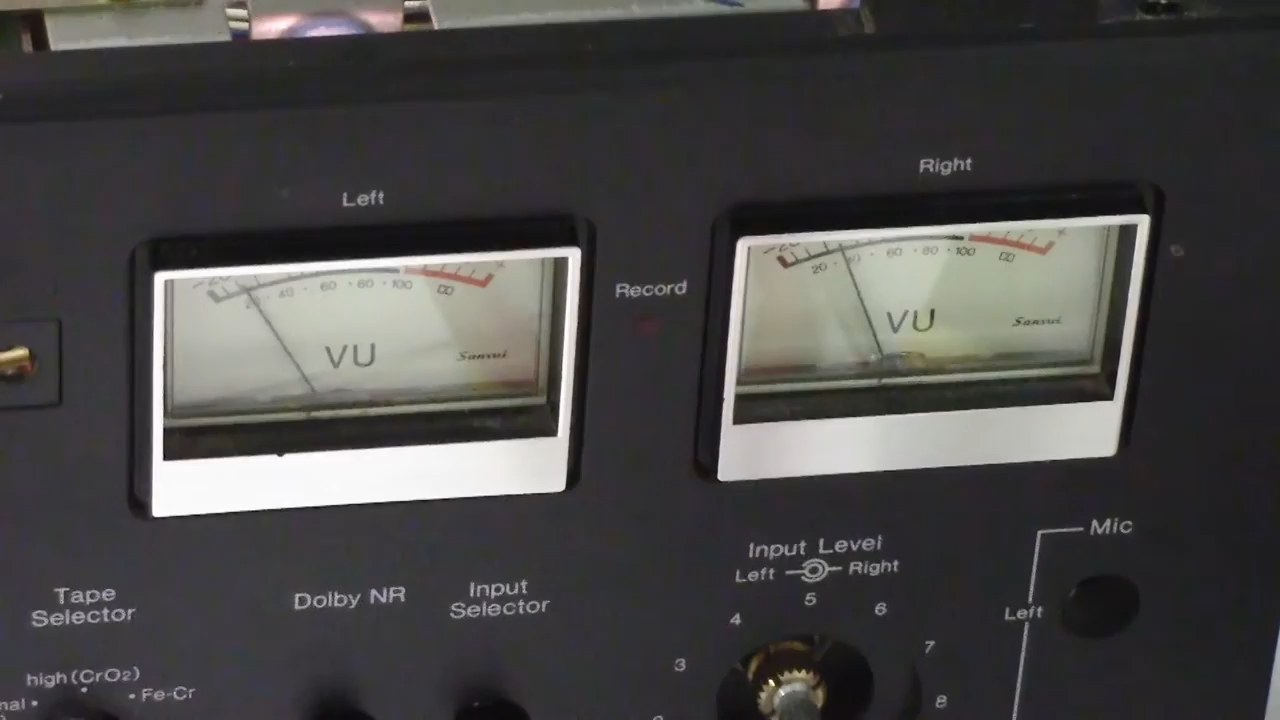 Right
Left
-20
20 · 40 · 60 · 80 · 100
VU
Sansui
Record
20
60 · 80 · 100
VU
Sansui
Mic
Input Level
Left
Right
Left
Tape
Selector
Dolby NR
Input
Selector
4
5
6
3
7
8
high (CrO2)
• Fe-Cr